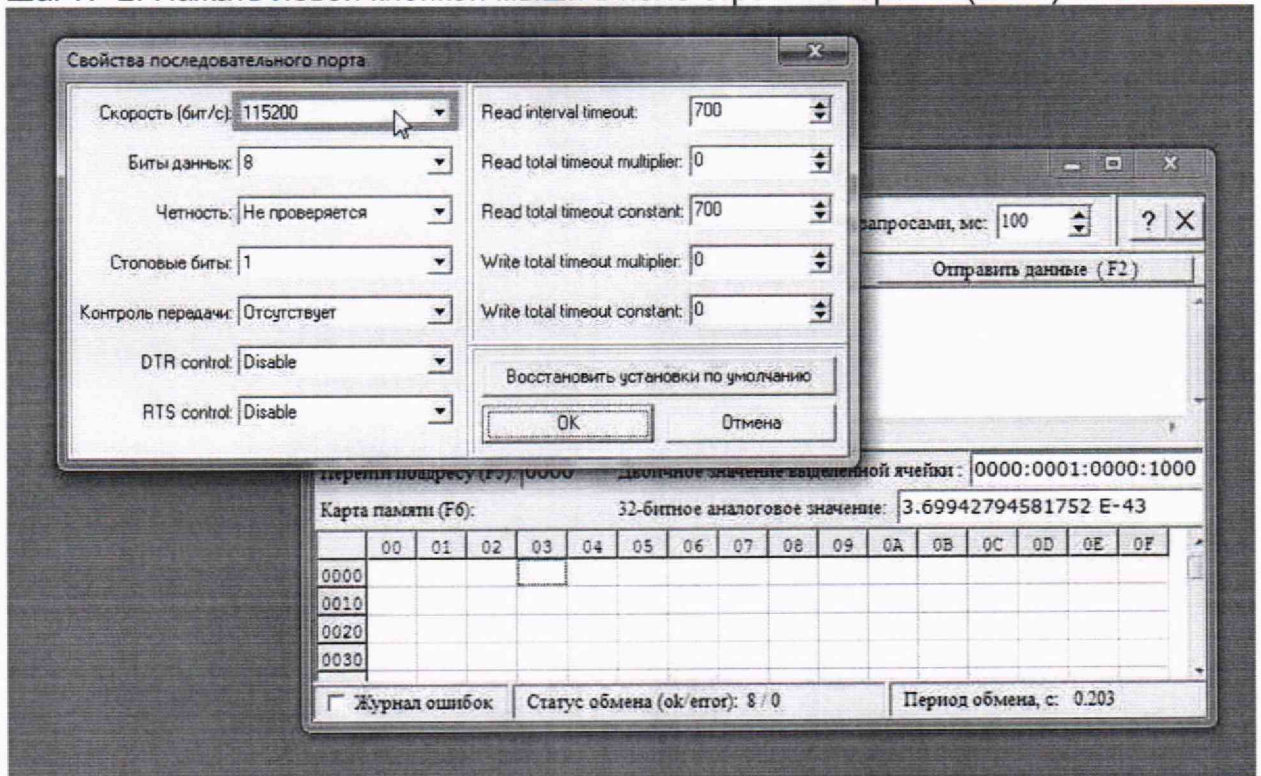 Свойства последовательного порта
Скорость (бит/с): 115200
Биты данных: 8
Четность: Не проверяется
Стоповые биты: 1
Контроль передачи: Отсутствует
DTR control: Disable
RTS control: Disable
Read interval timeout: 700
Read total timeout multiplier: 0
Read total timeout constant: 700
Write total timeout multiplier: 0
Write total timeout constant: 0
Восстановить установки по умолчанию
OK Отмена
запросами, мс: 100 ? X
Отправить данные (F2)
Перейти по адресу (F5): 0000 Двоичное значение выделенной ячейки : 0000:0001:0000:1000
Карта памяти (F6): 32-битное аналоговое значение: 3.69942794581752 E-43
00 01 02 03 04 05 06 07 08 09 0A 0B 0C 0D 0E 0F
0000
0010
0020
0030
Журнал ошибок Статус обмена (ok/error): 8 / 0 Период обмена, с: 0.203